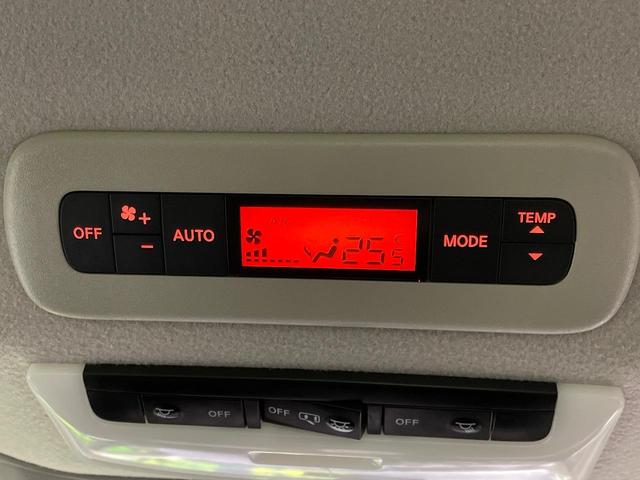 OFF + AUTO MODE TEMP
−
25.5 C
OFF OFF OFF